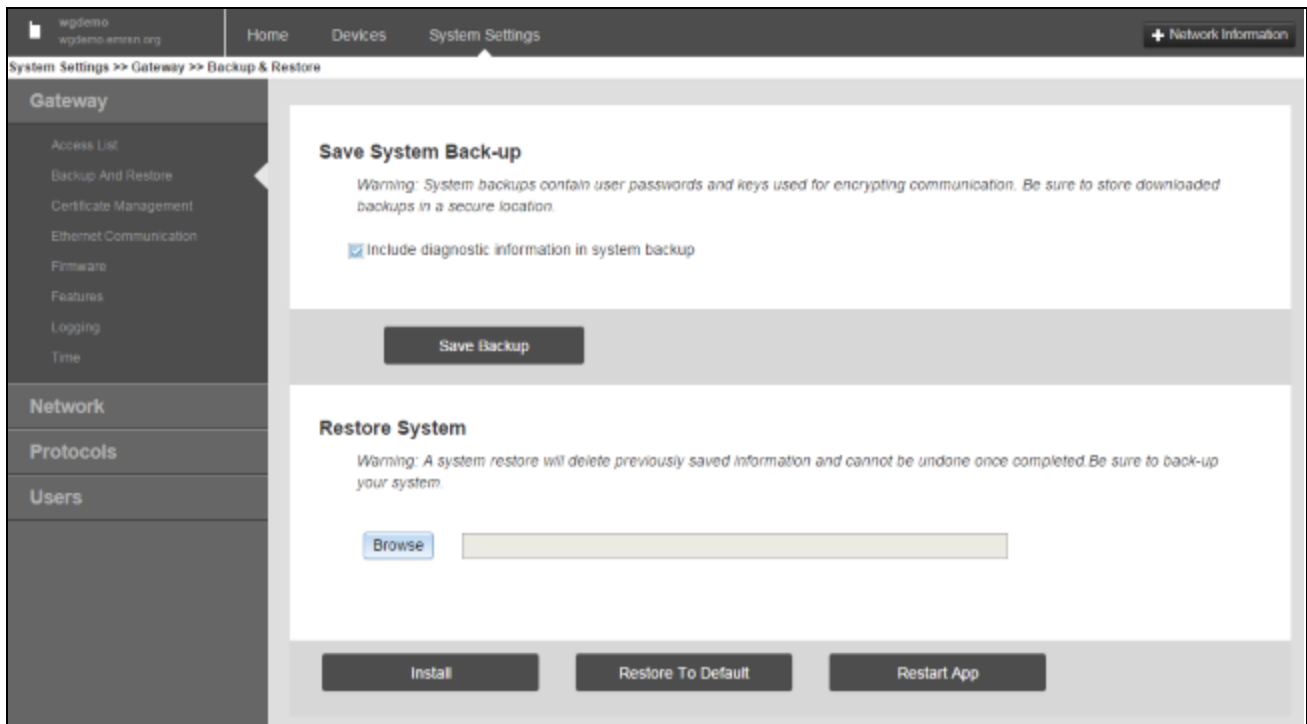 wgdemo
wgdemo.emrsn.org
Home Devices System Settings
Network Information
System Settings >> Gateway >> Backup & Restore
Gateway
Access List
Backup And Restore
Certificate Management
Ethernet Communication
Firmware
Features
Logging
Time
Network
Protocols
Users
Save System Back-up
Warning: System backups contain user passwords and keys used for encrypting communication. Be sure to store downloaded
backups in a secure location.
Include diagnostic information in system backup
Save Backup
Restore System
Warning: A system restore will delete previously saved information and cannot be undone once completed.Be sure to back-up
your system.
Browse
Install Restore To Default Restart App